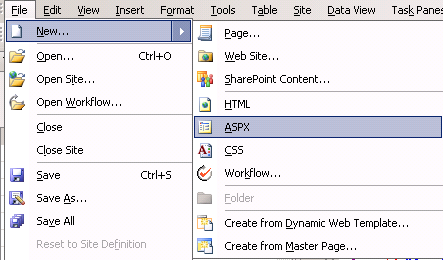 File Edit View Insert Format Tools Table Site Data View Task Panes
New...
Open... Ctrl+O
Open Site...
Open Workflow...
Close
Close Site
Save Ctrl+S
Save As...
Save All
Reset to Site Definition
Page...
Web Site...
SharePoint Content...
HTML
ASPX
CSS
Workflow...
Folder
Create from Dynamic Web Template...
Create from Master Page...